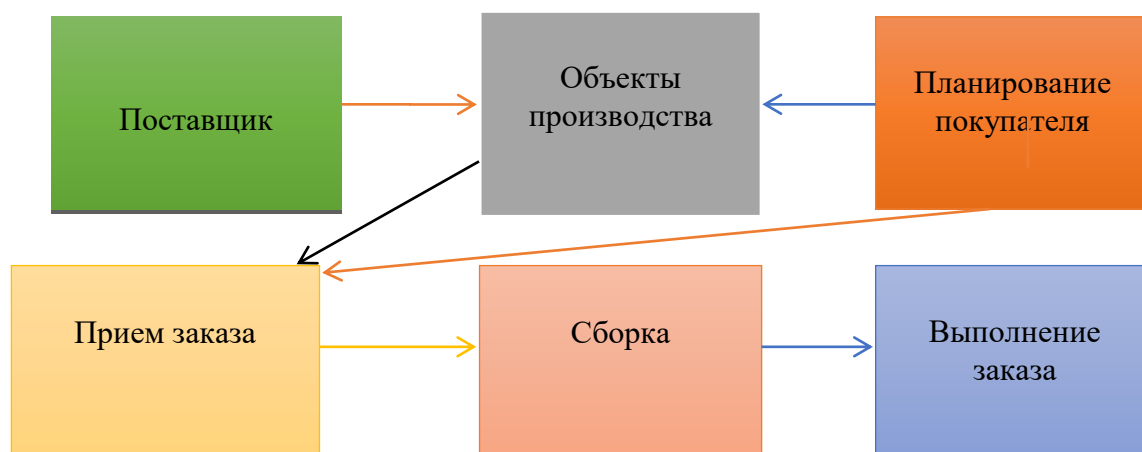 Поставщик
Объекты
производства
Планирование
покупателя
Прием заказа
Сборка
Выполнение
заказа